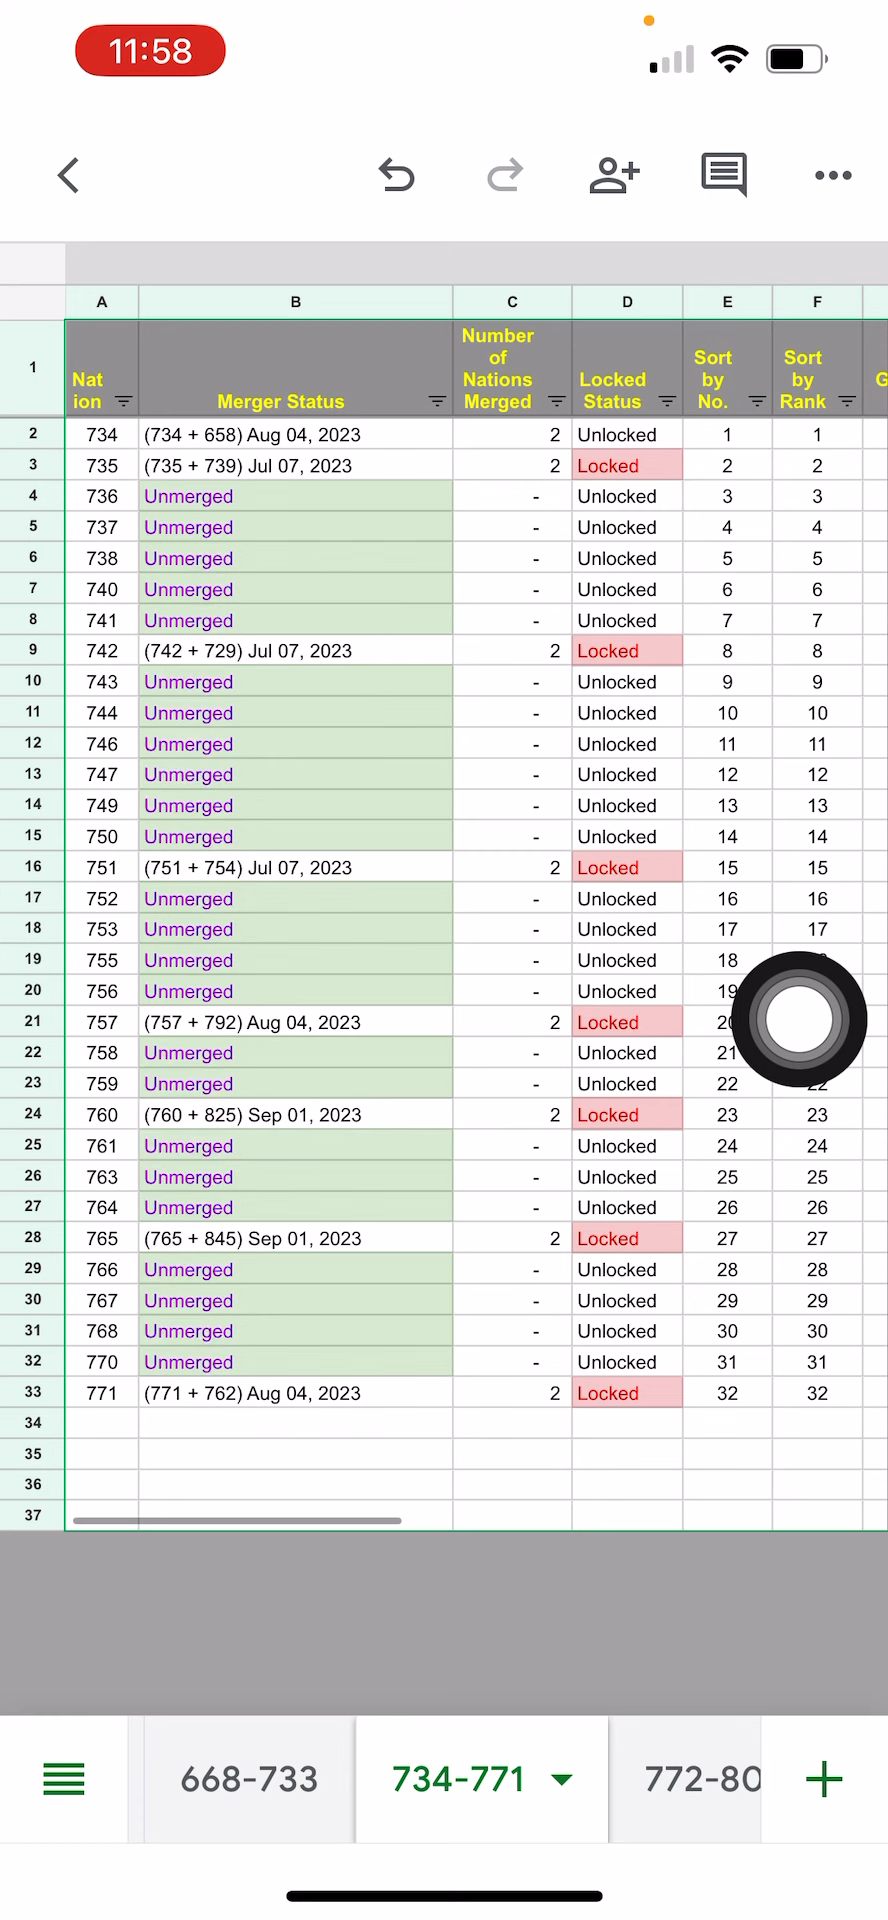 11:58
A B C D E F
1 Nation Merger Status Number of Nations Merged Locked Status Sort by No. Sort by Rank G
2 734 (734 + 658) Aug 04, 2023 2 Unlocked 1 1
3 735 (735 + 739) Jul 07, 2023 2 Locked 2 2
4 736 Unmerged - Unlocked 3 3
5 737 Unmerged - Unlocked 4 4
6 738 Unmerged - Unlocked 5 5
7 740 Unmerged - Unlocked 6 6
8 741 Unmerged - Unlocked 7 7
9 742 (742 + 729) Jul 07, 2023 2 Locked 8 8
10 743 Unmerged - Unlocked 9 9
11 744 Unmerged - Unlocked 10 10
12 746 Unmerged - Unlocked 11 11
13 747 Unmerged - Unlocked 12 12
14 749 Unmerged - Unlocked 13 13
15 750 Unmerged - Unlocked 14 14
16 751 (751 + 754) Jul 07, 2023 2 Locked 15 15
17 752 Unmerged - Unlocked 16 16
18 753 Unmerged - Unlocked 17 17
19 755 Unmerged - Unlocked 18
20 756 Unmerged - Unlocked 19
21 757 (757 + 792) Aug 04, 2023 2 Locked 20
22 758 Unmerged - Unlocked 21
23 759 Unmerged - Unlocked 22 22
24 760 (760 + 825) Sep 01, 2023 2 Locked 23 23
25 761 Unmerged - Unlocked 24 24
26 763 Unmerged - Unlocked 25 25
27 764 Unmerged - Unlocked 26 26
28 765 (765 + 845) Sep 01, 2023 2 Locked 27 27
29 766 Unmerged - Unlocked 28 28
30 767 Unmerged - Unlocked 29 29
31 768 Unmerged - Unlocked 30 30
32 770 Unmerged - Unlocked 31 31
33 771 (771 + 762) Aug 04, 2023 2 Locked 32 32
34
35
36
37
668-733 734-771 772-80